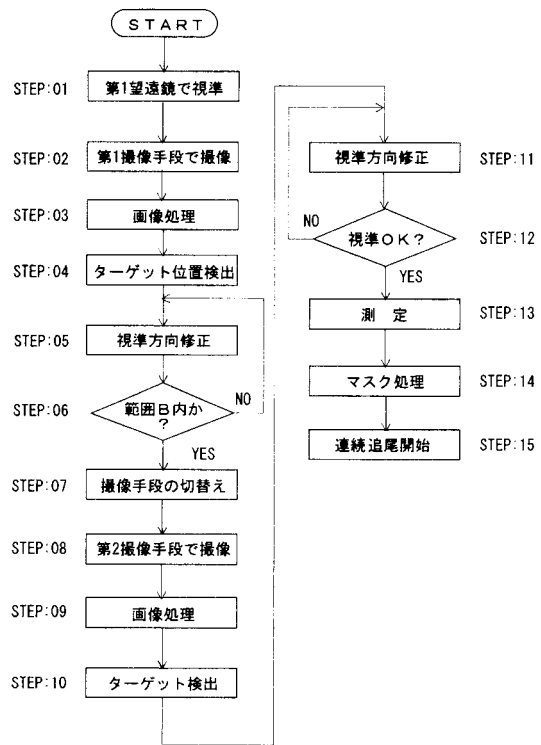 START
STEP:01
第1望遠鏡で視準
STEP:02
第1撮像手段で撮像
STEP:03
画像処理
STEP:04
ターゲット位置検出
STEP:05
視準方向修正
STEP:06
範囲B内か
?
NO
YES
STEP:07
撮像手段の切替え
STEP:08
第2撮像手段で撮像
STEP:09
画像処理
STEP:10
ターゲット検出
視準方向修正
STEP:11
NO
視準OK?
STEP:12
YES
測 定
STEP:13
マスク処理
STEP:14
連続追尾開始
STEP:15